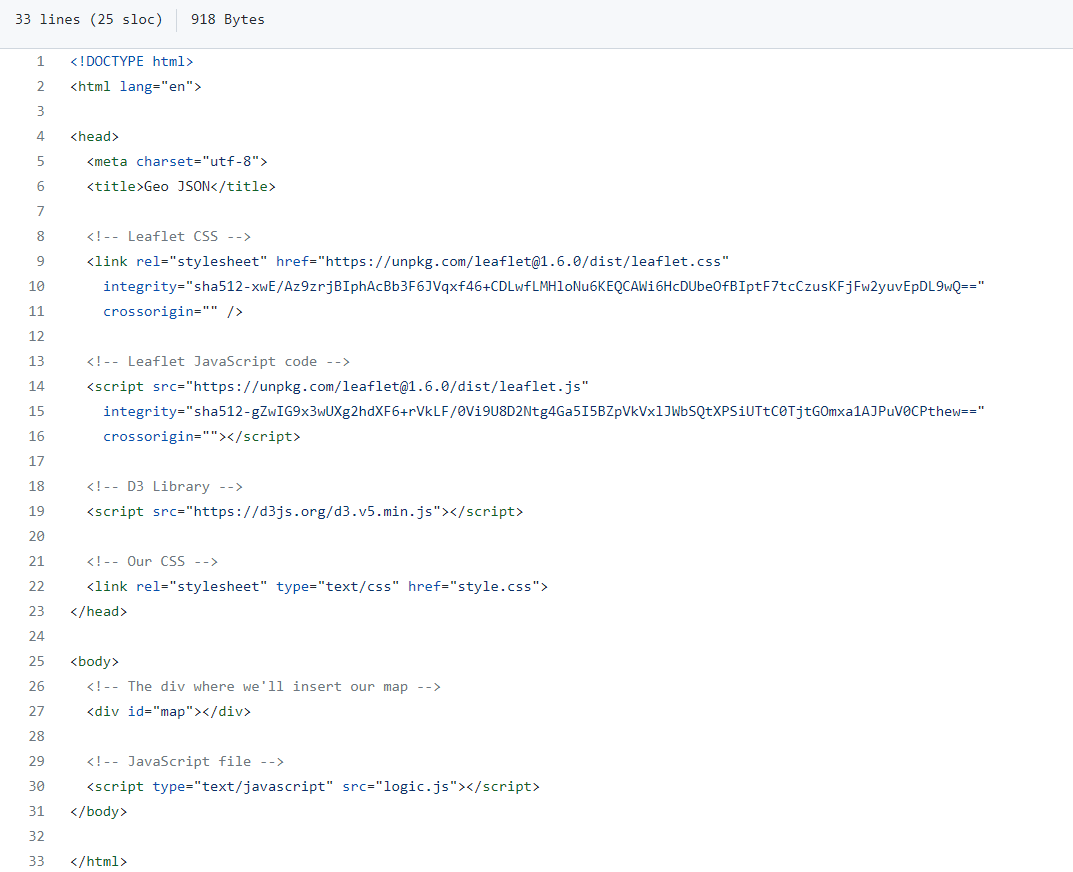 33 lines (25 sloc) 918 Bytes
1 <!DOCTYPE html>
2 <html lang="en">
3
4 <head>
5   <meta charset="utf-8">
6   <title>Geo JSON</title>
7
8   <!-- Leaflet CSS -->
9   <link rel="stylesheet" href="https://unpkg.com/leaflet@1.6.0/dist/leaflet.css"
10     integrity="sha512-xwE/Az9zrjBIphAcBb3F6JVqxf46+CDLwfLMHloNu6KEQCAWi6HcDUbeOfBIptF7tcCzusKFjFw2yuvEpDL9wQ=="
11     crossorigin="" />
12
13   <!-- Leaflet JavaScript code -->
14   <script src="https://unpkg.com/leaflet@1.6.0/dist/leaflet.js"
15     integrity="sha512-gZwIG9x3wUXg2hdXF6+rVkLF/0Vi9U8D2Ntg4Ga5I5BZpVkVxlJWbSQtXPSiUTtC0TjtGOmxa1AJPuV0CPthew=="
16     crossorigin=""></script>
17
18   <!-- D3 Library -->
19   <script src="https://d3js.org/d3.v5.min.js"></script>
20
21   <!-- Our CSS -->
22   <link rel="stylesheet" type="text/css" href="style.css">
23 </head>
24
25 <body>
26   <!-- The div where we'll insert our map -->
27   <div id="map"></div>
28
29   <!-- JavaScript file -->
30   <script type="text/javascript" src="logic.js"></script>
31 </body>
32
33 </html>